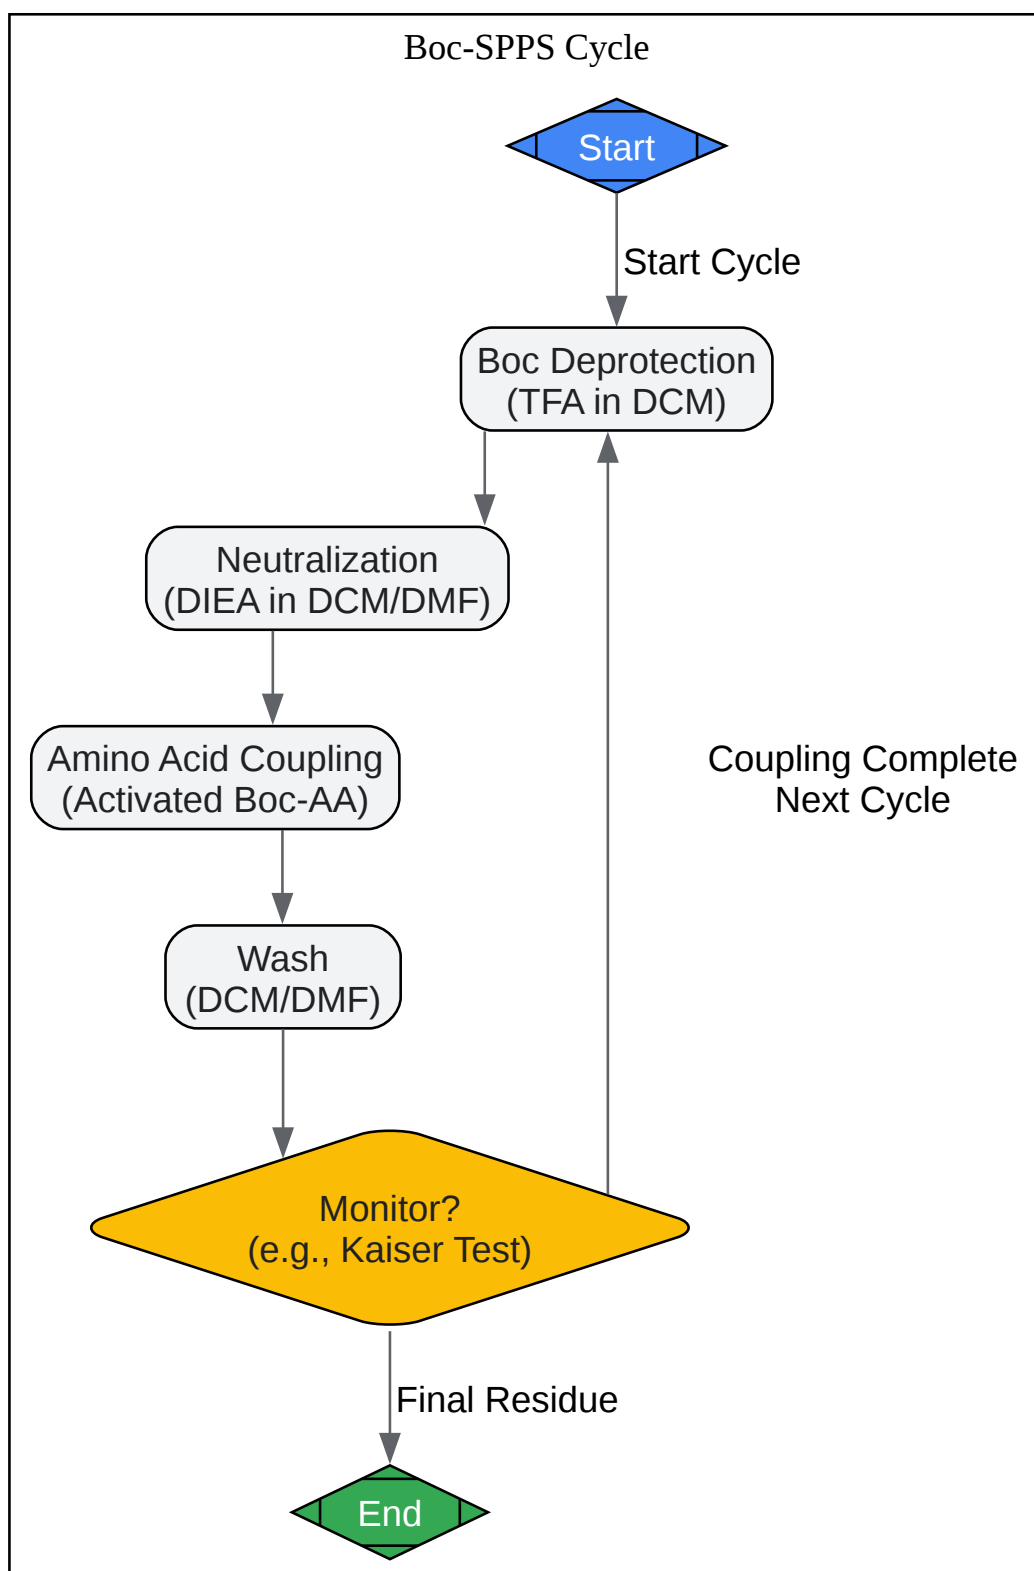 Boc-SPPS Cycle
Start
Start Cycle
Boc Deprotection
(TFA in DCM)
Neutralization
(DIEA in DCM/DMF)
Amino Acid Coupling
(Activated Boc-AA)
Coupling Complete
Next Cycle
Wash
(DCM/DMF)
Monitor?
(e.g., Kaiser Test)
Final Residue
End